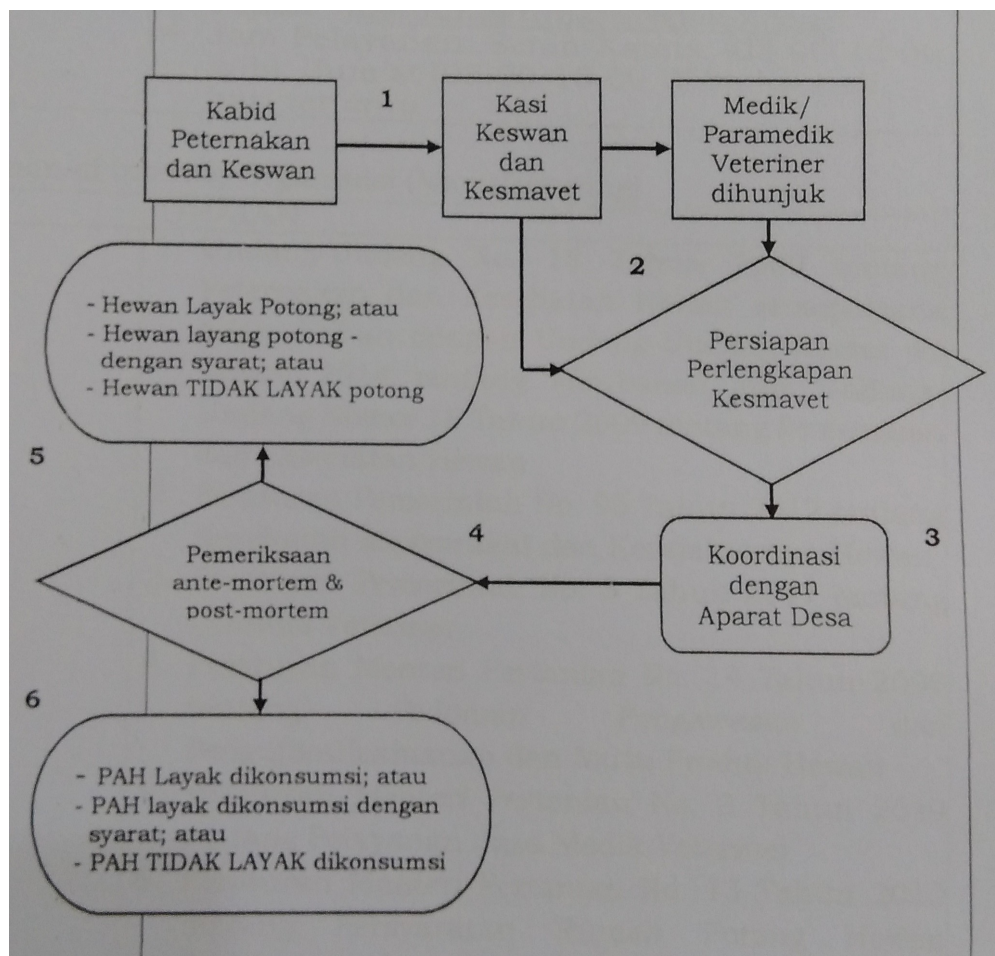 1
Kabid
Peternakan
dan Keswan
Kasi
Keswan
dan
Kesmavet
Medik/
Paramedik
Veteriner
dihunjuk
2
- Hewan Layak Potong; atau
- Hewan layang potong -
dengan syarat; atau
- Hewan TIDAK LAYAK potong
Persiapan
Perlengkapan
Kesmavet
5
4
3
Pemeriksaan
ante-mortem &
post-mortem
Koordinasi
dengan
Aparat Desa
6
- PAH Layak dikonsumsi; atau
- PAH layak dikonsumsi dengan
syarat; atau
- PAH TIDAK LAYAK dikonsumsi